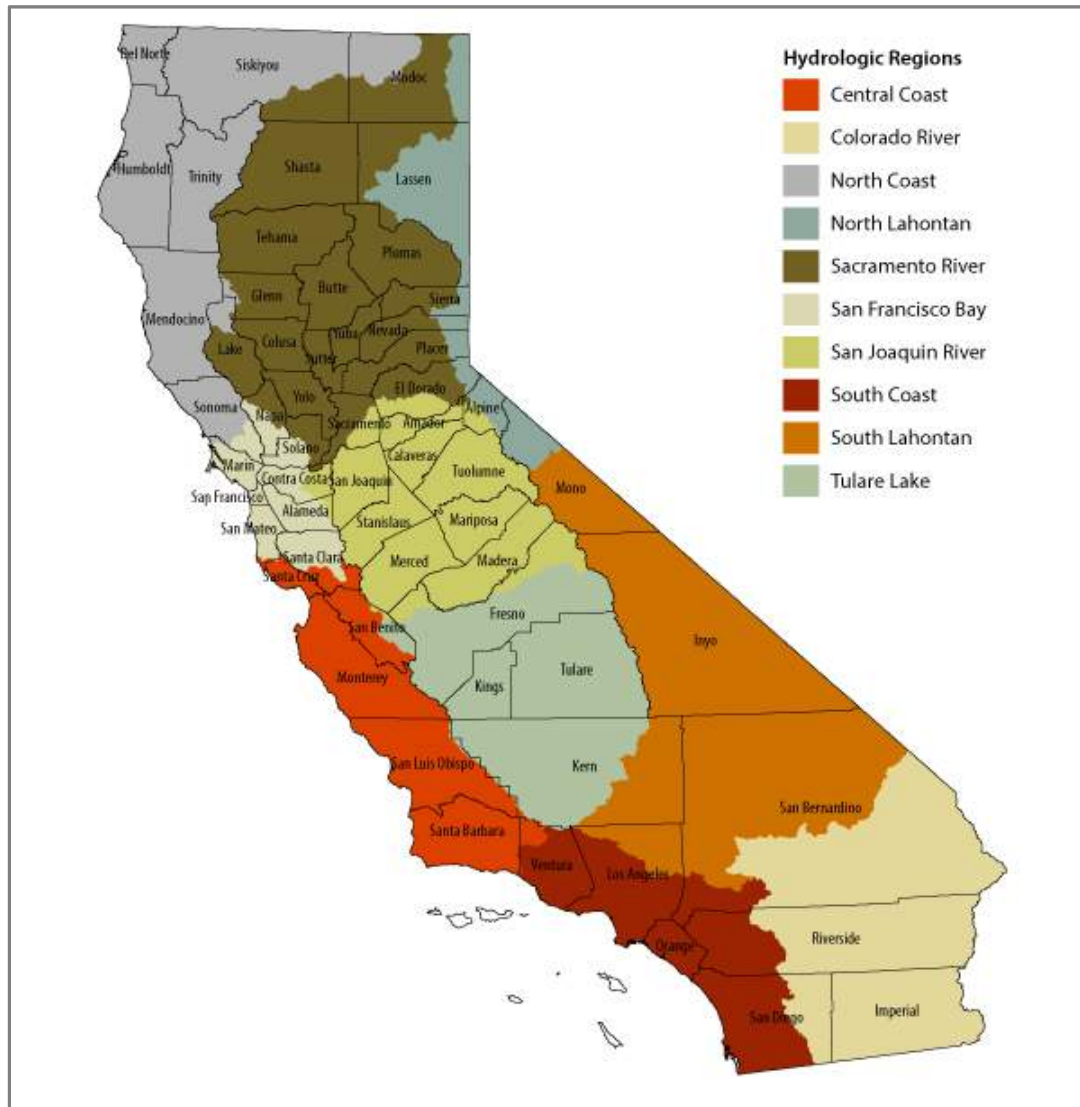 Hydrologic Regions
Central Coast
Colorado River
North Coast
North Lahontan
Sacramento River
San Francisco Bay
San Joaquin River
South Coast
South Lahontan
Tulare Lake
Del Norte
Siskiyou
Modoc
Humboldt
Trinity
Shasta
Lassen
Tehama
Plumas
Butte
Glenn
Sierra
Mendocino
Lake
Colusa
Yuba
Nevada
Sutter
Placer
Yolo
El Dorado
Sonoma
Napa
Alpine
Sacramento
Amador
Solano
Calaveras
Marin
Tuolumne
Contra Costa
San Joaquin
Mono
San Francisco
Alameda
Mariposa
San Mateo
Stanislaus
Santa Clara
Merced
Madera
Santa Cruz
Fresno
San Benito
Inyo
Monterey
Kings
Tulare
San Luis Obispo
Kern
San Bernardino
Santa Barbara
Ventura
Los Angeles
Riverside
Orange
San Diego
Imperial